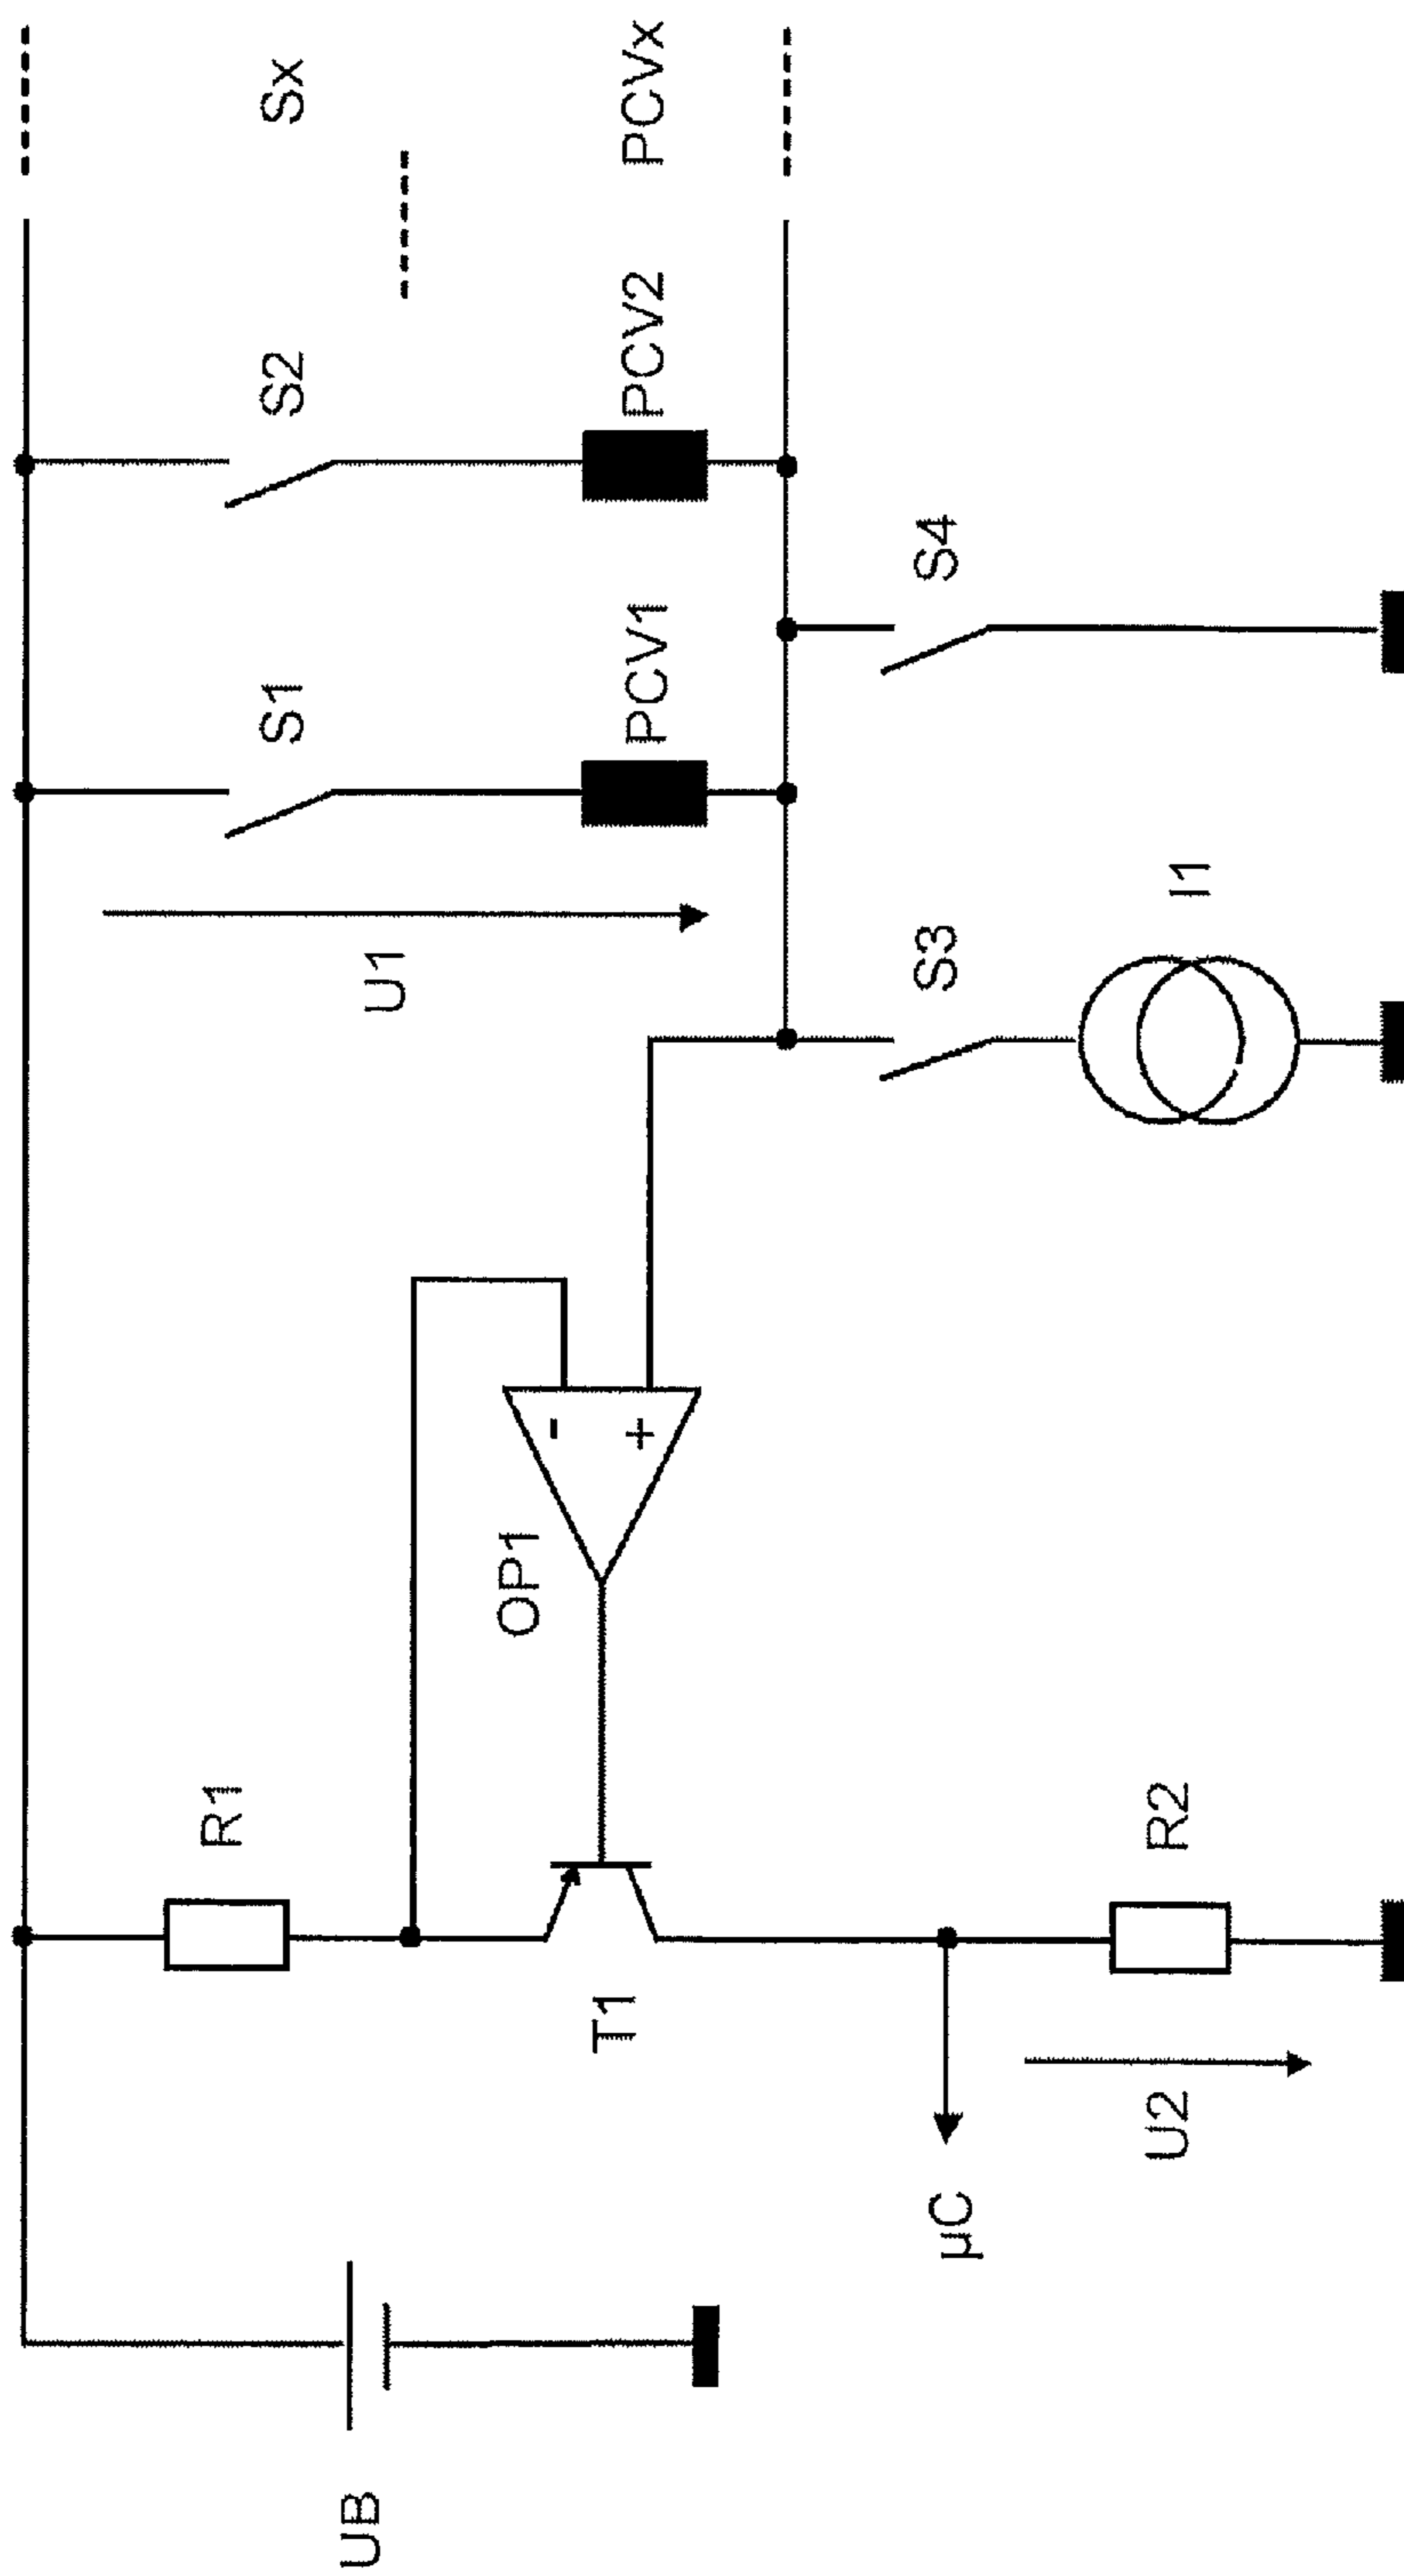 UB
R1
T1
OP1
-
+
µC
U2
R2
U1
S1
S2
Sx
PCV1
PCV2
PCVx
S3
S4
I1